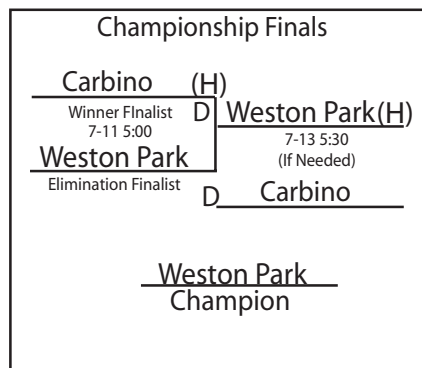 Championship Finals
Carbino (H)
Winner FInalist
7-11 5:00
D
Weston Park (H)
7-13 5:30
(If Needed)
Weston Park
Elimination Finalist
D Carbino
Weston Park
Champion